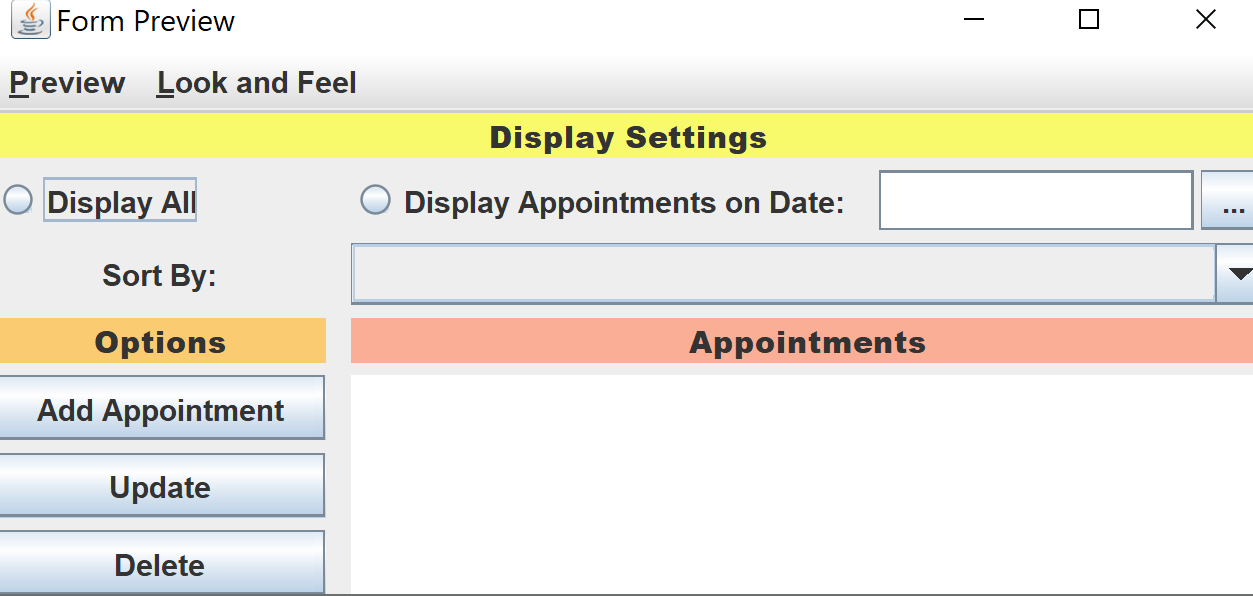 Form Preview
Preview Look and Feel
Display Settings
Display All Display Appointments on Date: ...
Sort By:
Options Appointments
Add Appointment
Update
Delete